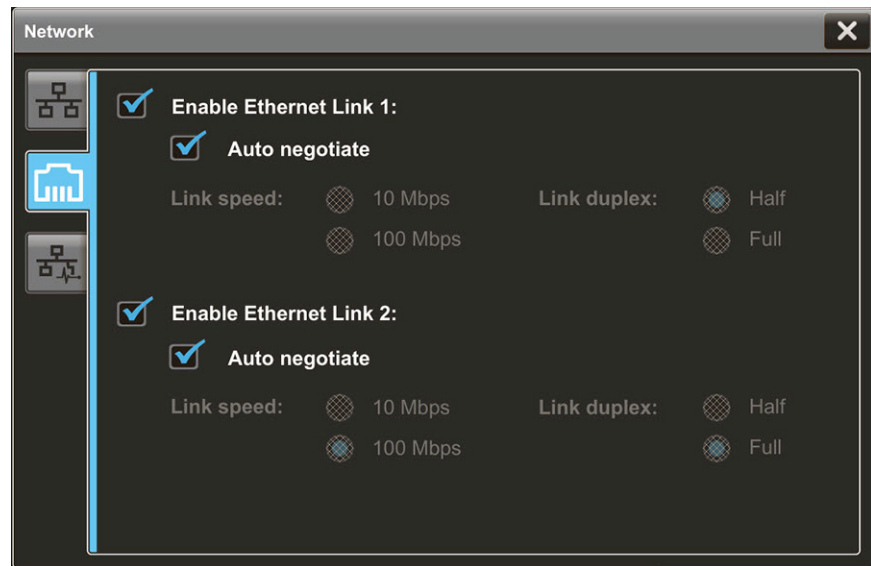 Network
Enable Ethernet Link 1:
Auto negotiate
Link speed: 10 Mbps Link duplex: Half
100 Mbps Full
Enable Ethernet Link 2:
Auto negotiate
Link speed: 10 Mbps Link duplex: Half
100 Mbps Full